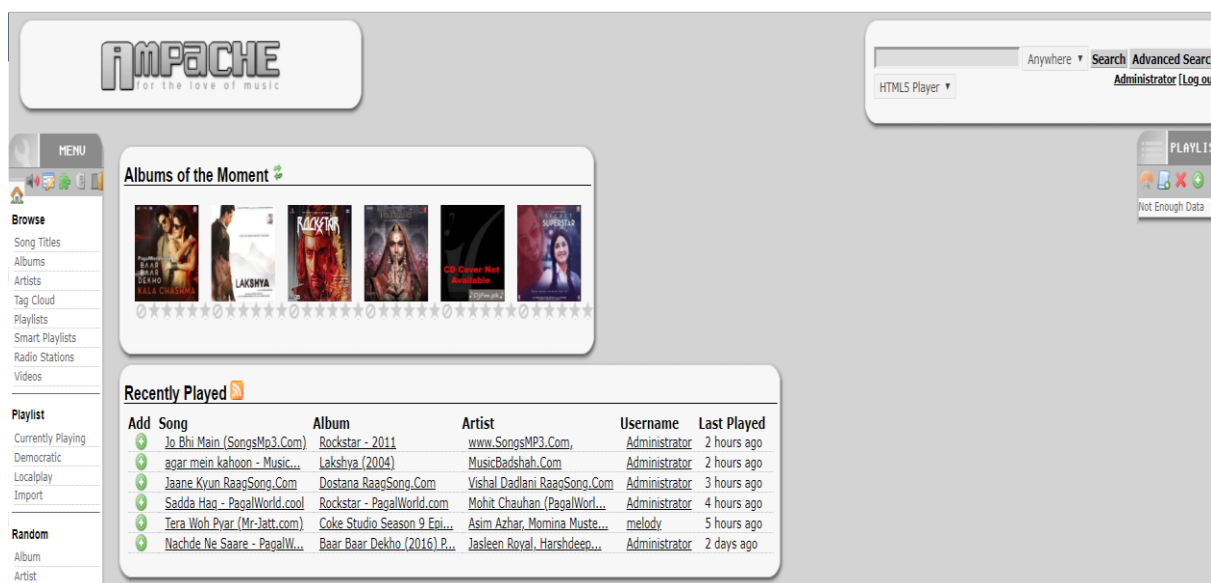 AMPACHE
for the love of music
Anywhere ▼ Search Advanced Searc
HTML5 Player ▼
Administrator [Log ou
MENU
PLAYLIS
Not Enough Data
Browse
Song Titles
Albums
Artists
Tag Cloud
Playlists
Smart Playlists
Radio Stations
Videos
Playlist
Currently Playing
Democratic
Localplay
Import
Random
Album
Artist
Albums of the Moment
BAAR
BAAR
DEKHO
KALA CHASHMA
LAKSHYA
ROCKSTAR
CD Cover Not
Available
SECRET
SUPERSTAR
Recently Played
Add Song Album Artist Username Last Played
Jo Bhi Main (SongsMp3.Com) Rockstar - 2011 www.SongsMP3.Com, Administrator 2 hours ago
agar mein kahoon - Music... Lakshya (2004) MusicBadshah.Com Administrator 2 hours ago
Jaane Kyun RaagSong.Com Dostana RaagSong.Com Vishal Dadlani RaagSong.Com Administrator 3 hours ago
Sadda Haq - PagalWorld.cool Rockstar - PagalWorld.com Mohit Chauhan (PagalWorl... Administrator 4 hours ago
Tera Woh Pyar (Mr-Jatt.com) Coke Studio Season 9 Epi... Asim Azhar, Momina Muste... melody 5 hours ago
Nachde Ne Saare - PagalW... Baar Baar Dekho (2016) P... Jasleen Royal, Harshdeep... Administrator 2 days ago